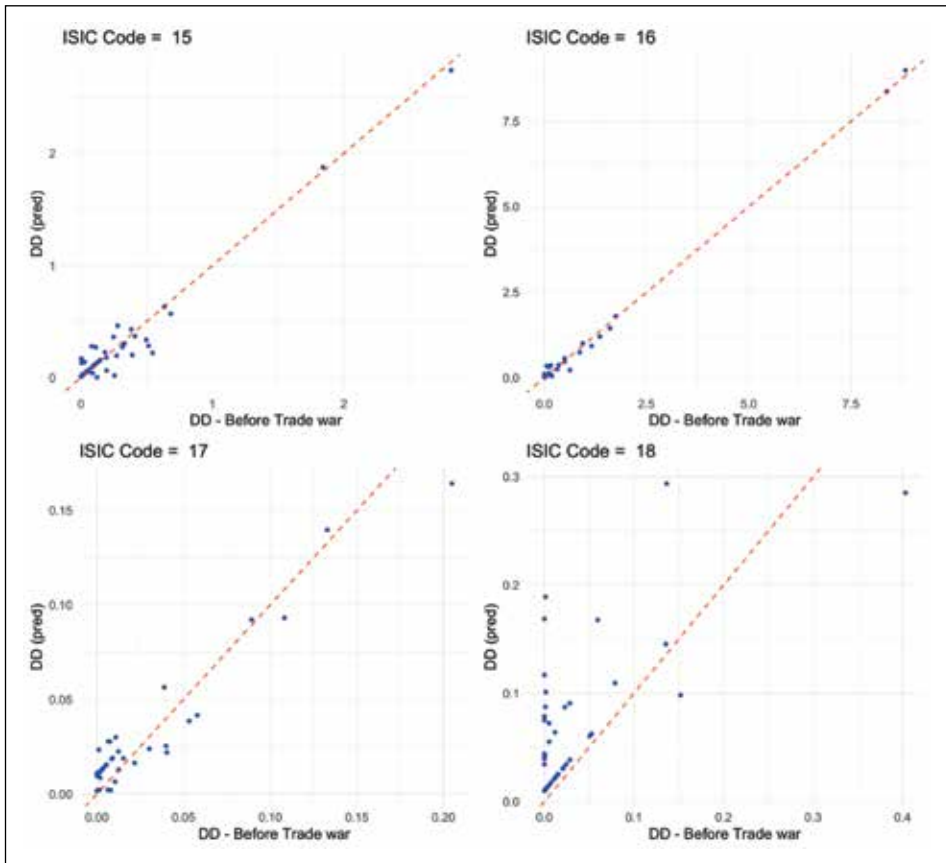 ISIC Code = 15
DD (pred)
2
1
0
0
1
2
DD - Before Trade war
ISIC Code = 16
DD (pred)
7.5
5.0
2.5
0.0
0.0
2.5
5.0
7.5
DD - Before Trade war
ISIC Code = 17
DD (pred)
0.15
0.10
0.05
0.00
0.00
0.05
0.10
0.15
0.20
DD - Before Trade war
ISIC Code = 18
DD (pred)
0.3
0.2
0.1
0.0
0.0
0.1
0.2
0.3
0.4
DD - Before Trade war